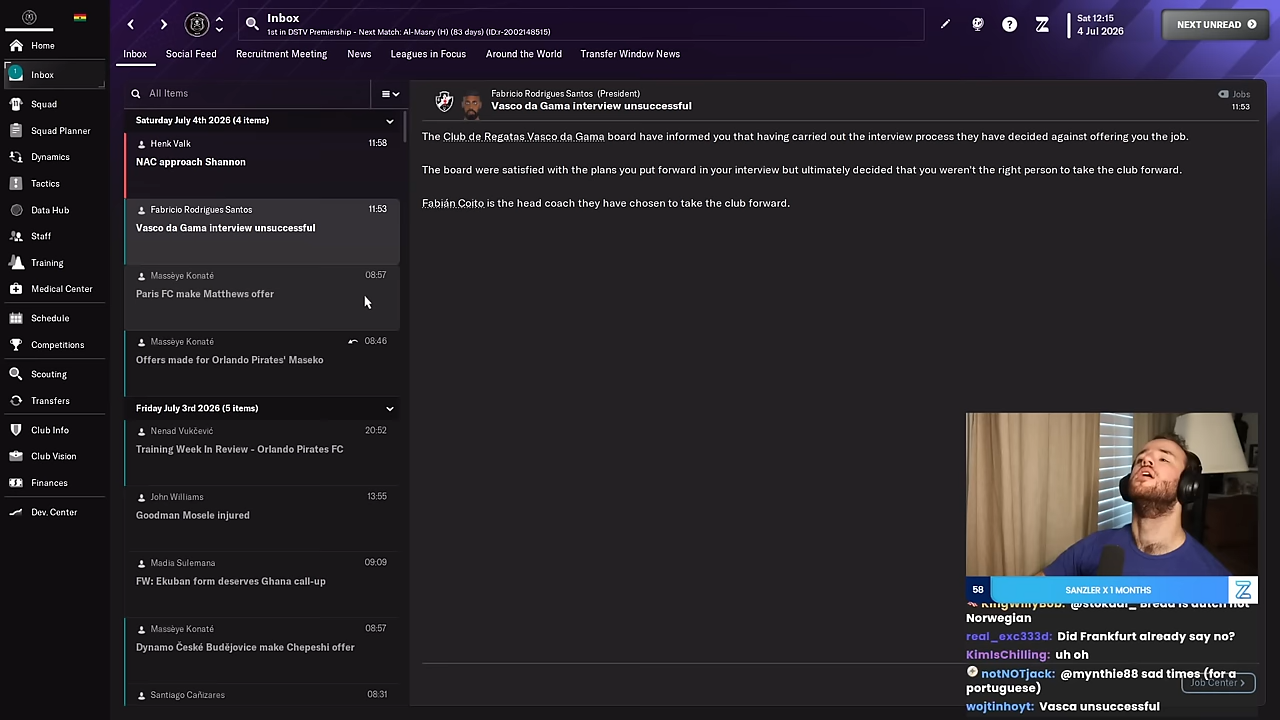 Inbox
1st in DSTV Premiership - Next Match: Al-Masry (H) (83 days) (ID:r-2002148515)
Sat 12:15
4 Jul 2026
NEXT UNREAD
Home
1
Inbox
Squad
Squad Planner
Dynamics
Tactics
Data Hub
Staff
Training
Medical Center
Schedule
Competitions
Scouting
Transfers
Club Info
Club Vision
Finances
Dev. Center
Inbox
Social Feed
Recruitment Meeting
News
Leagues in Focus
Around the World
Transfer Window News
All Items
Saturday July 4th 2026 (4 items)
Henk Valk
11:58
NAC approach Shannon
Fabricio Rodrigues Santos
11:53
Vasco da Gama interview unsuccessful
Massèye Konaté
08:57
Paris FC make Matthews offer
Massèye Konaté
08:46
Offers made for Orlando Pirates' Maseko
Friday July 3rd 2026 (5 items)
Nenad Vukčević
20:52
Training Week In Review - Orlando Pirates FC
John Williams
13:55
Goodman Mosele injured
Madia Sulemana
09:09
FW: Ekuban form deserves Ghana call-up
Massèye Konaté
08:57
Dynamo České Budějovice make Chepeshi offer
Santiago Cañizares
08:31
Fabricio Rodrigues Santos (President)
Vasco da Gama interview unsuccessful
Jobs
11:53
The Club de Regatas Vasco da Gama board have informed you that having carried out the interview process they have decided against offering you the job.
The board were satisfied with the plans you put forward in your interview but ultimately decided that you weren't the right person to take the club forward.
Fabián Coito is the head coach they have chosen to take the club forward.
58
SANZLER X 1 MONTHS
KingWillyBob: @stokaal_ Breda is dutch not
Norwegian
real_exc333d: Did Frankfurt already say no?
KimIsChilling: uh oh
notNOTjack: @mynthie88 sad times (for a
portuguese)
Job Center
wojtinhoyt: Vasca unsuccessful